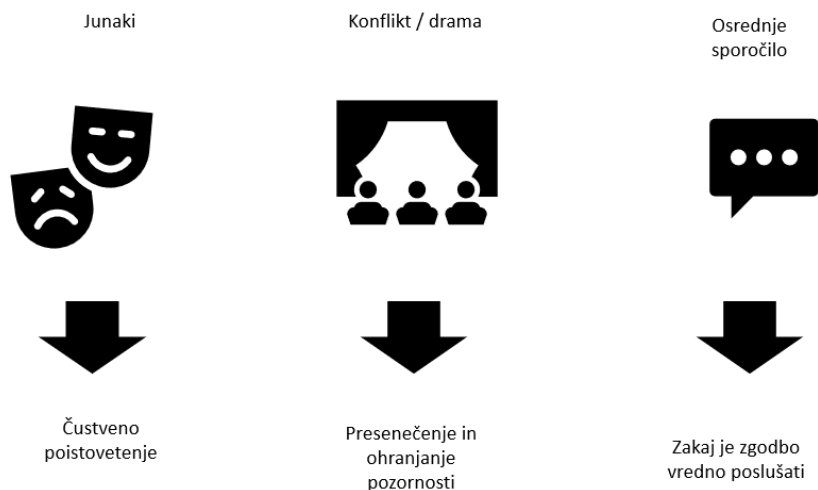 Junaki
Konflikt / drama
Osrednje
sporočilo
Čustveno
poistovetenje
Presenečenje in
ohranjanje
pozornosti
Zakaj je zgodbo
vredno poslušati